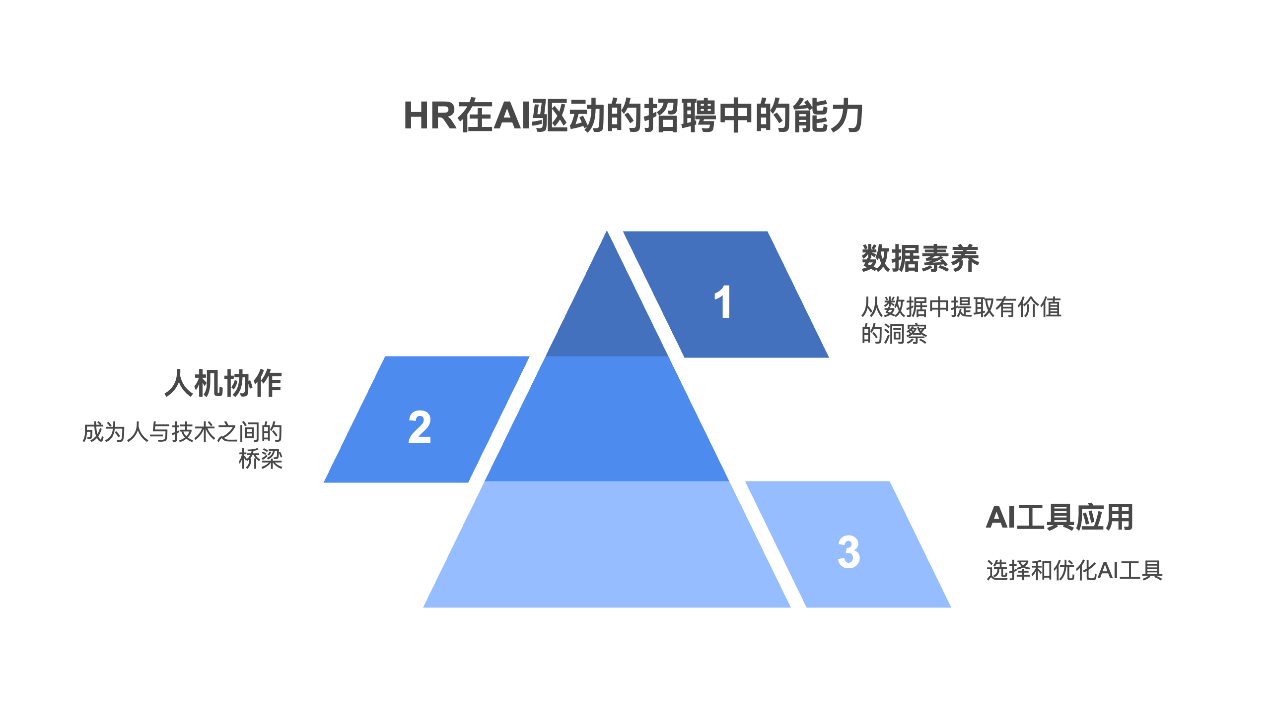 HR在AI驱动的招聘中的能力
1
数据素养
从数据中提取有价值
的洞察
人机协作
成为人与技术之间的
桥梁
2
3
AI工具应用
选择和优化AI工具